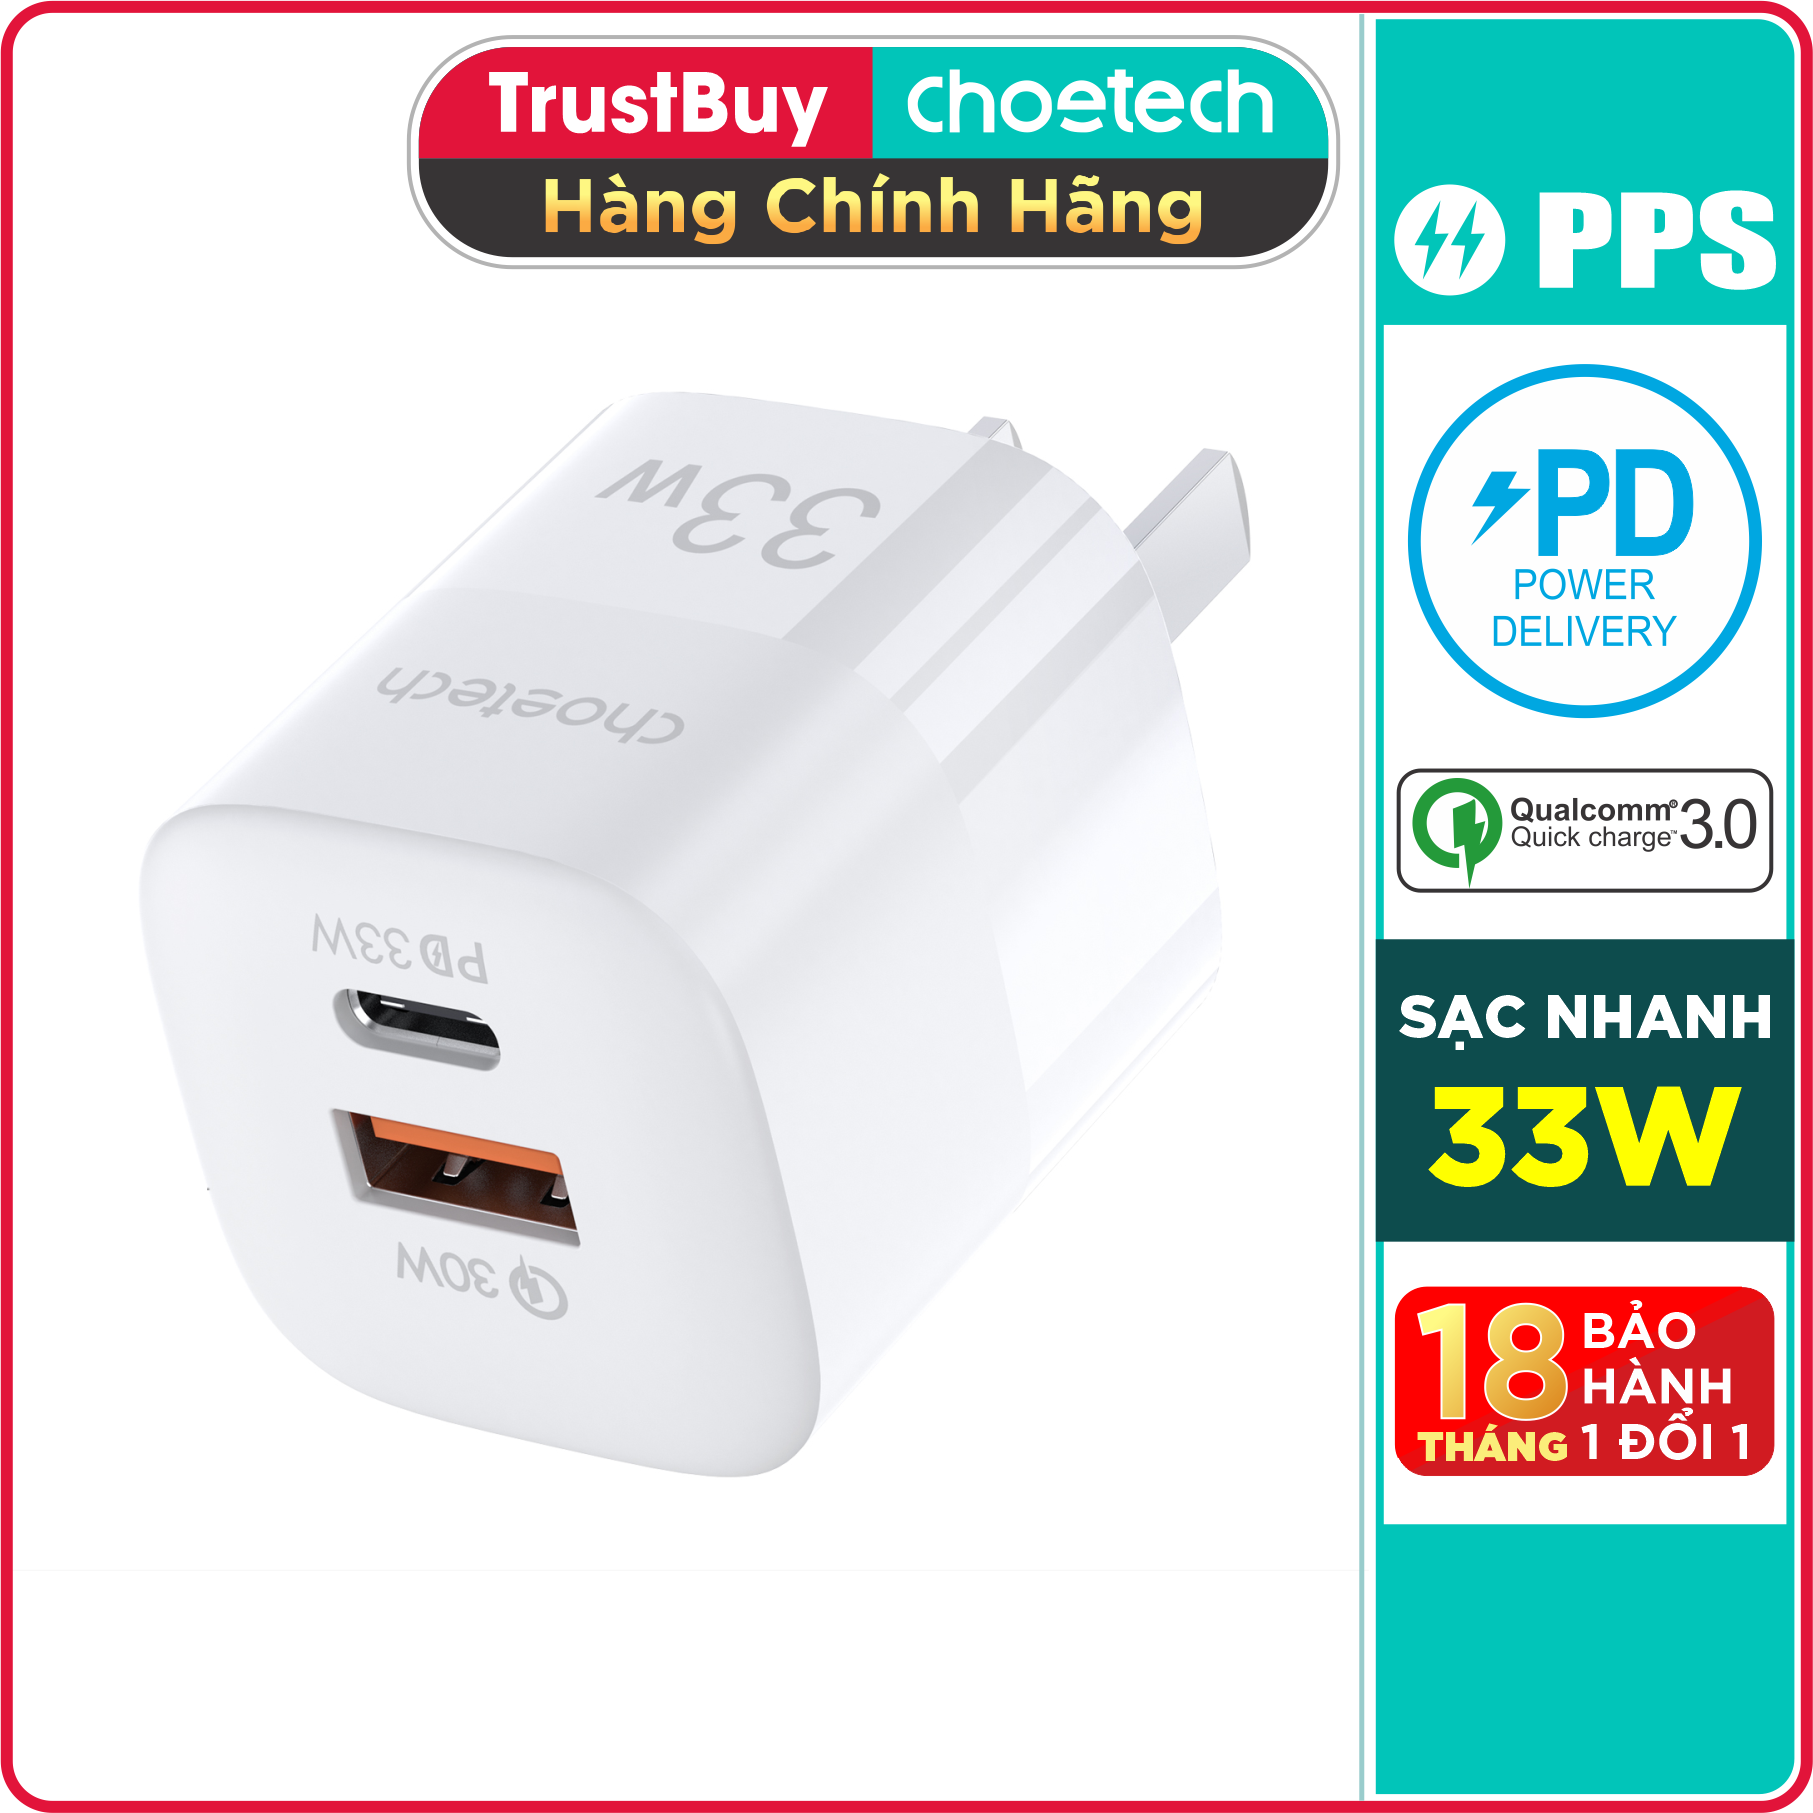 TrustBuy choetech
Hàng Chính Hãng
PPS
PD
POWER
DELIVERY
Qualcomm® 3.0
Quick charge™
SẠC NHANH
33W
18 THÁNG
BẢO
HÀNH
1 ĐỔI 1
33W
choetech
PD 33W
30W